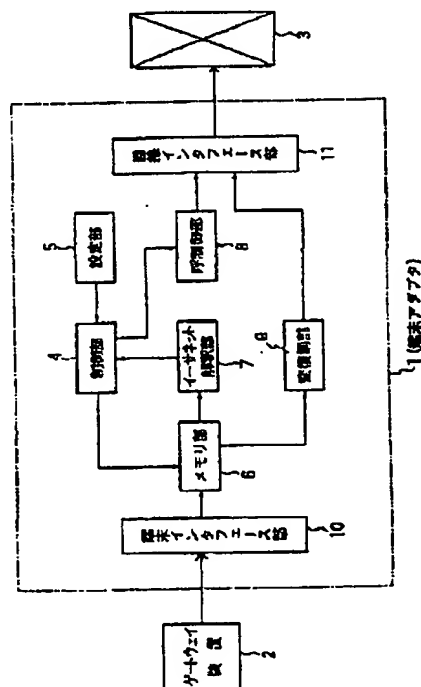 3
回線インタフェース部
11
5
設定部
呼制御部
8
4
制御部
イーサネット
解釈部
7
変復調部
メモリ部
6
1(端末アダプタ)
端末インタフェース部
10
ゲートウェイ
装置
2